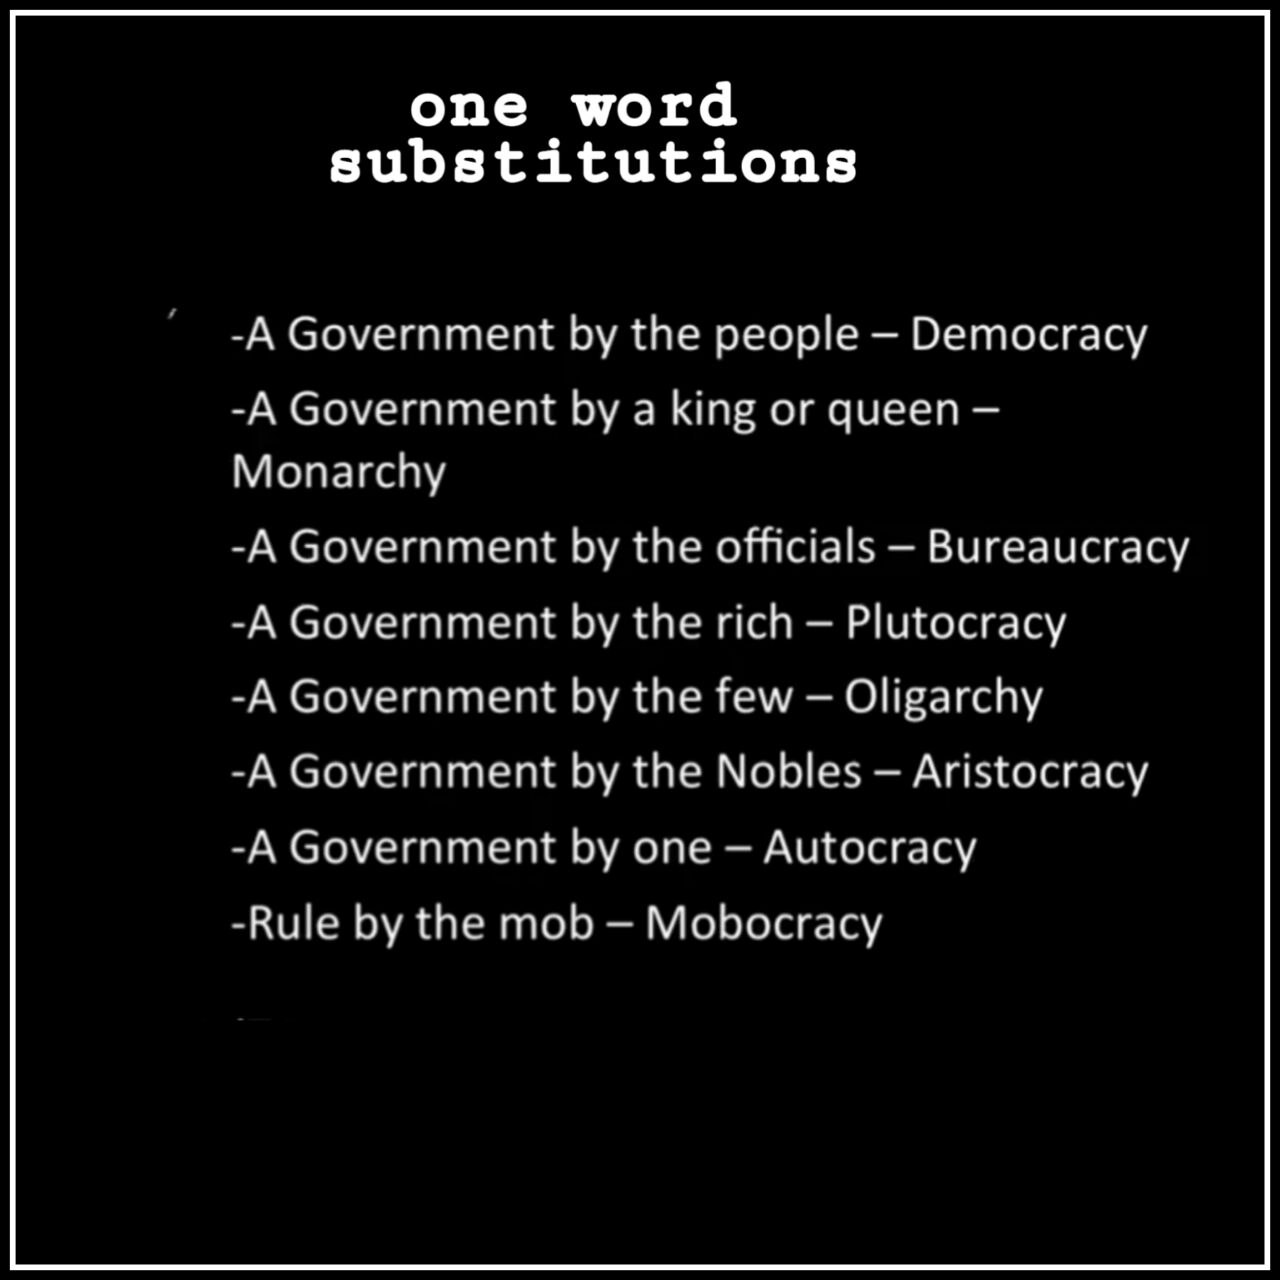 one word
substitutions
-A Government by the people – Democracy
-A Government by a king or queen –
Monarchy
-A Government by the officials – Bureaucracy
-A Government by the rich – Plutocracy
-A Government by the few – Oligarchy
-A Government by the Nobles – Aristocracy
-A Government by one – Autocracy
-Rule by the mob – Mobocracy